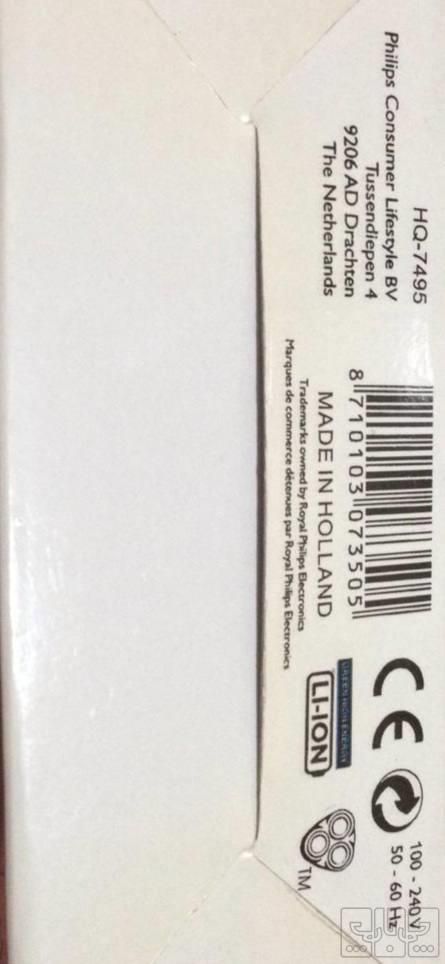 HQ-7495
Philips Consumer Lifestyle BV
Tussendiepen 4
9206 AD Drachten
The Netherlands
8 710103 073505
MADE IN HOLLAND
Trademarks owned by Royal Philips Electronics
Marques de commerce détenues par Royal Philips Electronics
CE
LI-ION
100 - 240V
50 - 60 Hz
TM